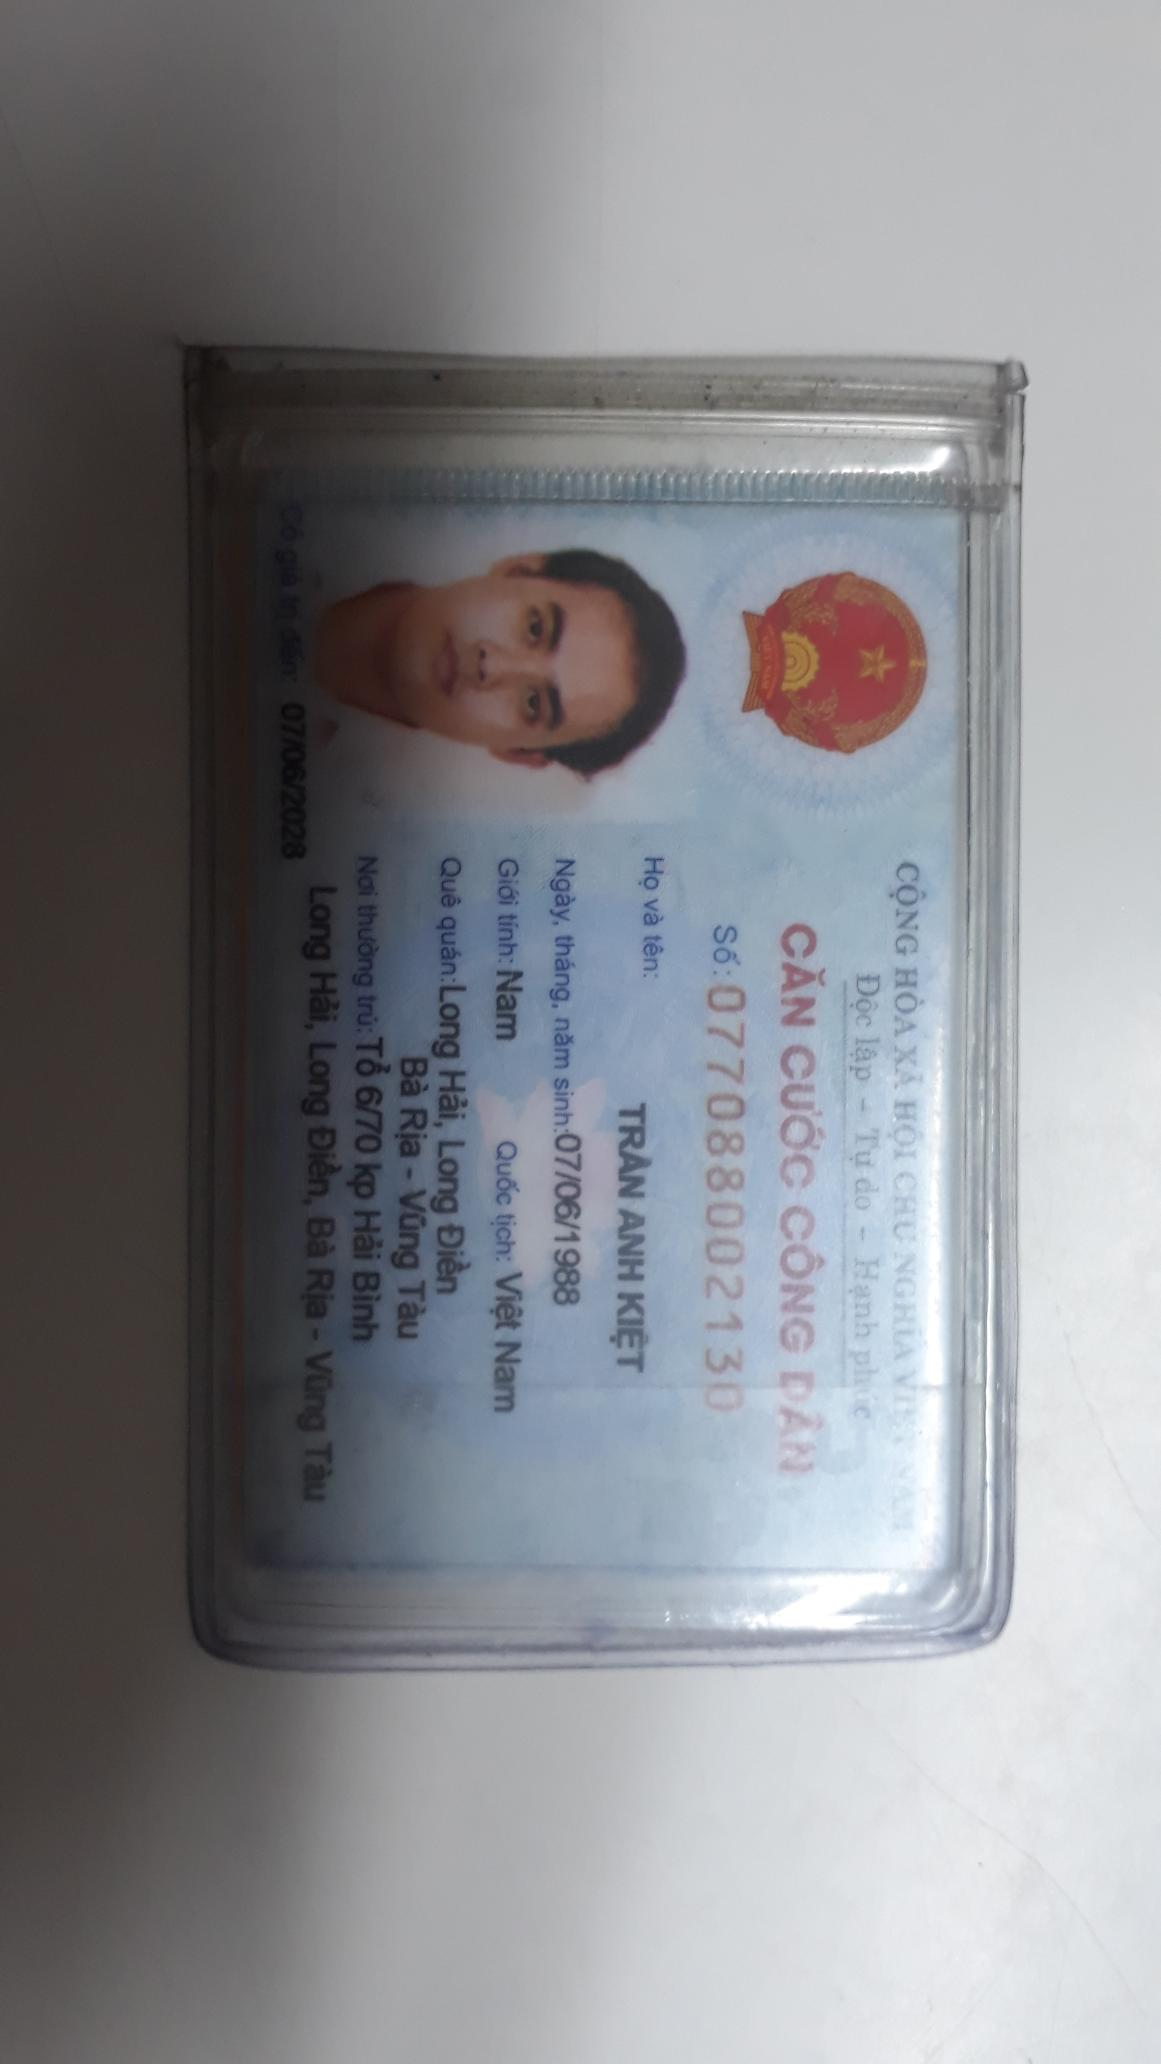 CỘNG HÒA XÃ HỘI CHỦ NGHĨA VIỆT NAM
Độc lập - Tự do - Hạnh phúc
CĂN CƯỚC CÔNG DÂN
Số: 077088002130
Họ và tên:
TRẦN ANH KIỆT
Ngày, tháng, năm sinh: 07/06/1988
Giới tính: Nam Quốc tịch: Việt Nam
Quê quán: Long Hải, Long Điền
Bà Rịa - Vũng Tàu
Nơi thường trú: Tổ 6/70 kp Hải Bình
Long Hải, Long Điền, Bà Rịa - Vũng Tàu
Có giá trị đến: 07/06/2028